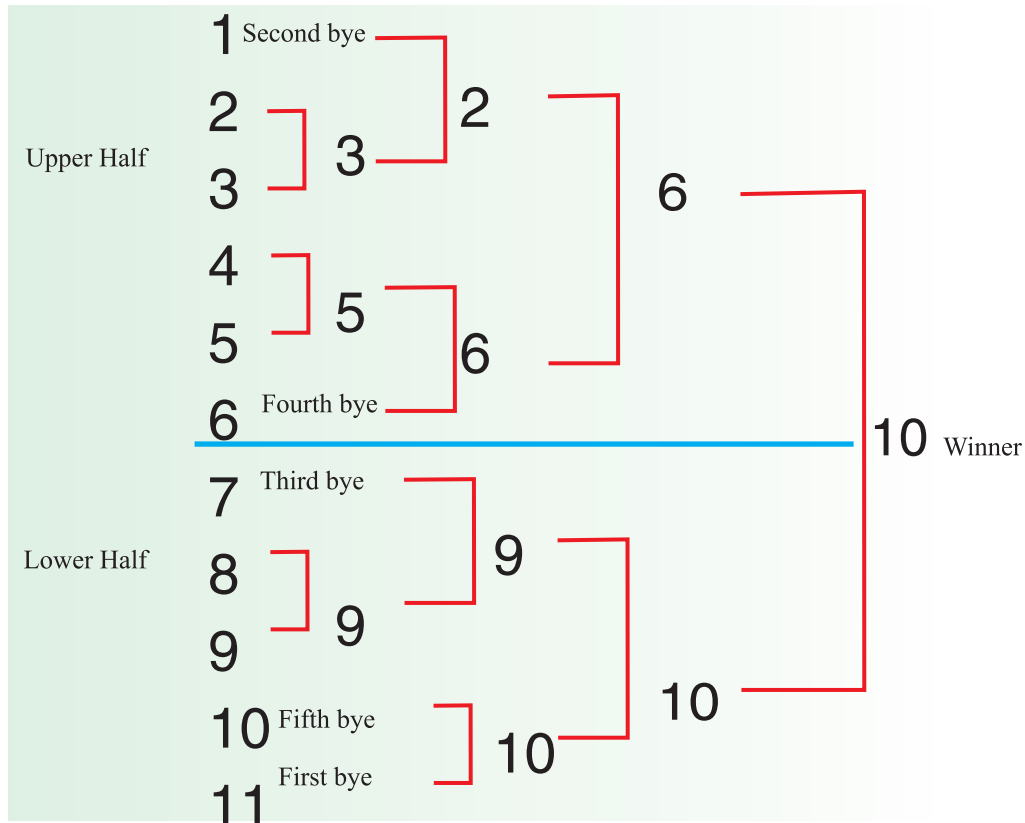 1 Second bye
2
2
3
6
Upper Half
3
3
4
5
5
6
6 Fourth bye
10 Winner
7 Third bye
9
Lower Half
8
9
9
10
10 Fifth bye
10
11 First bye